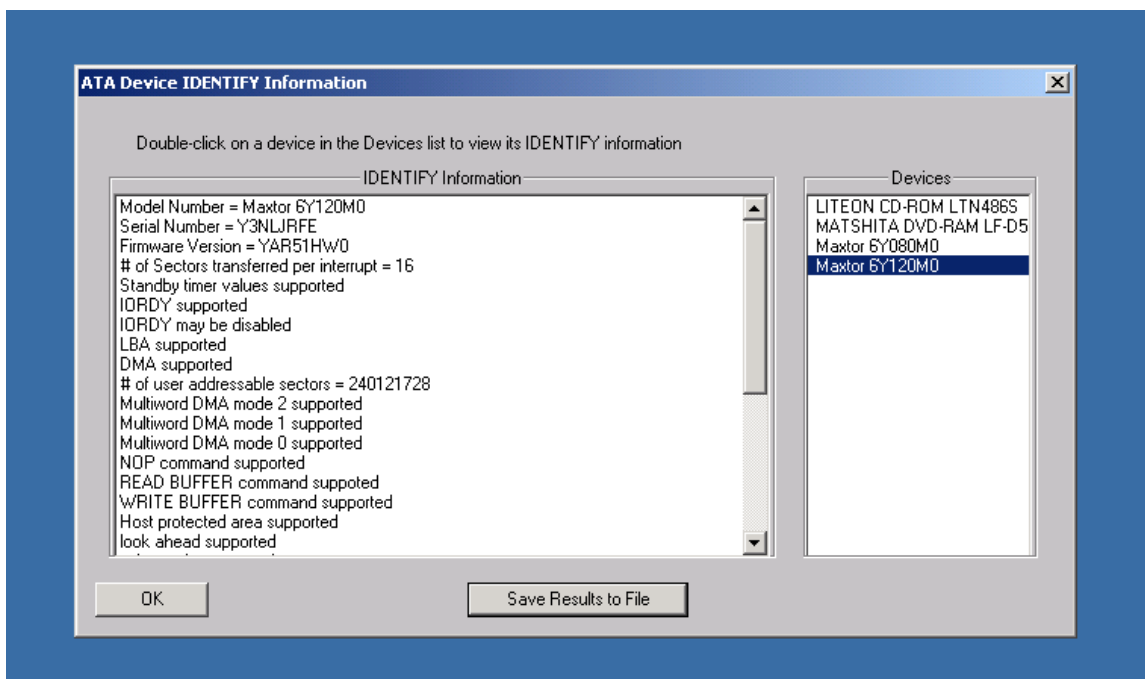 ATA Device IDENTIFY Information
Double-click on a device in the Devices list to view its IDENTIFY information
IDENTIFY Information
Model Number = Maxtor 6Y120M0
Serial Number = Y3NLJRFE
Firmware Version = YAR51HW0
# of Sectors transferred per interrupt = 16
Standby timer values supported
IORDY supported
IORDY may be disabled
LBA supported
DMA supported
# of user addressable sectors = 240121728
Multiword DMA mode 2 supported
Multiword DMA mode 1 supported
Multiword DMA mode 0 supported
NOP command supported
READ BUFFER command suppoted
WRITE BUFFER command suppoted
Host protected area supported
look ahead supported
Devices
LITEON CD-ROM LTN486S
MATSHITA DVD-RAM LF-D5
Maxtor 6Y080M0
Maxtor 6Y120M0
OK
Save Results to File